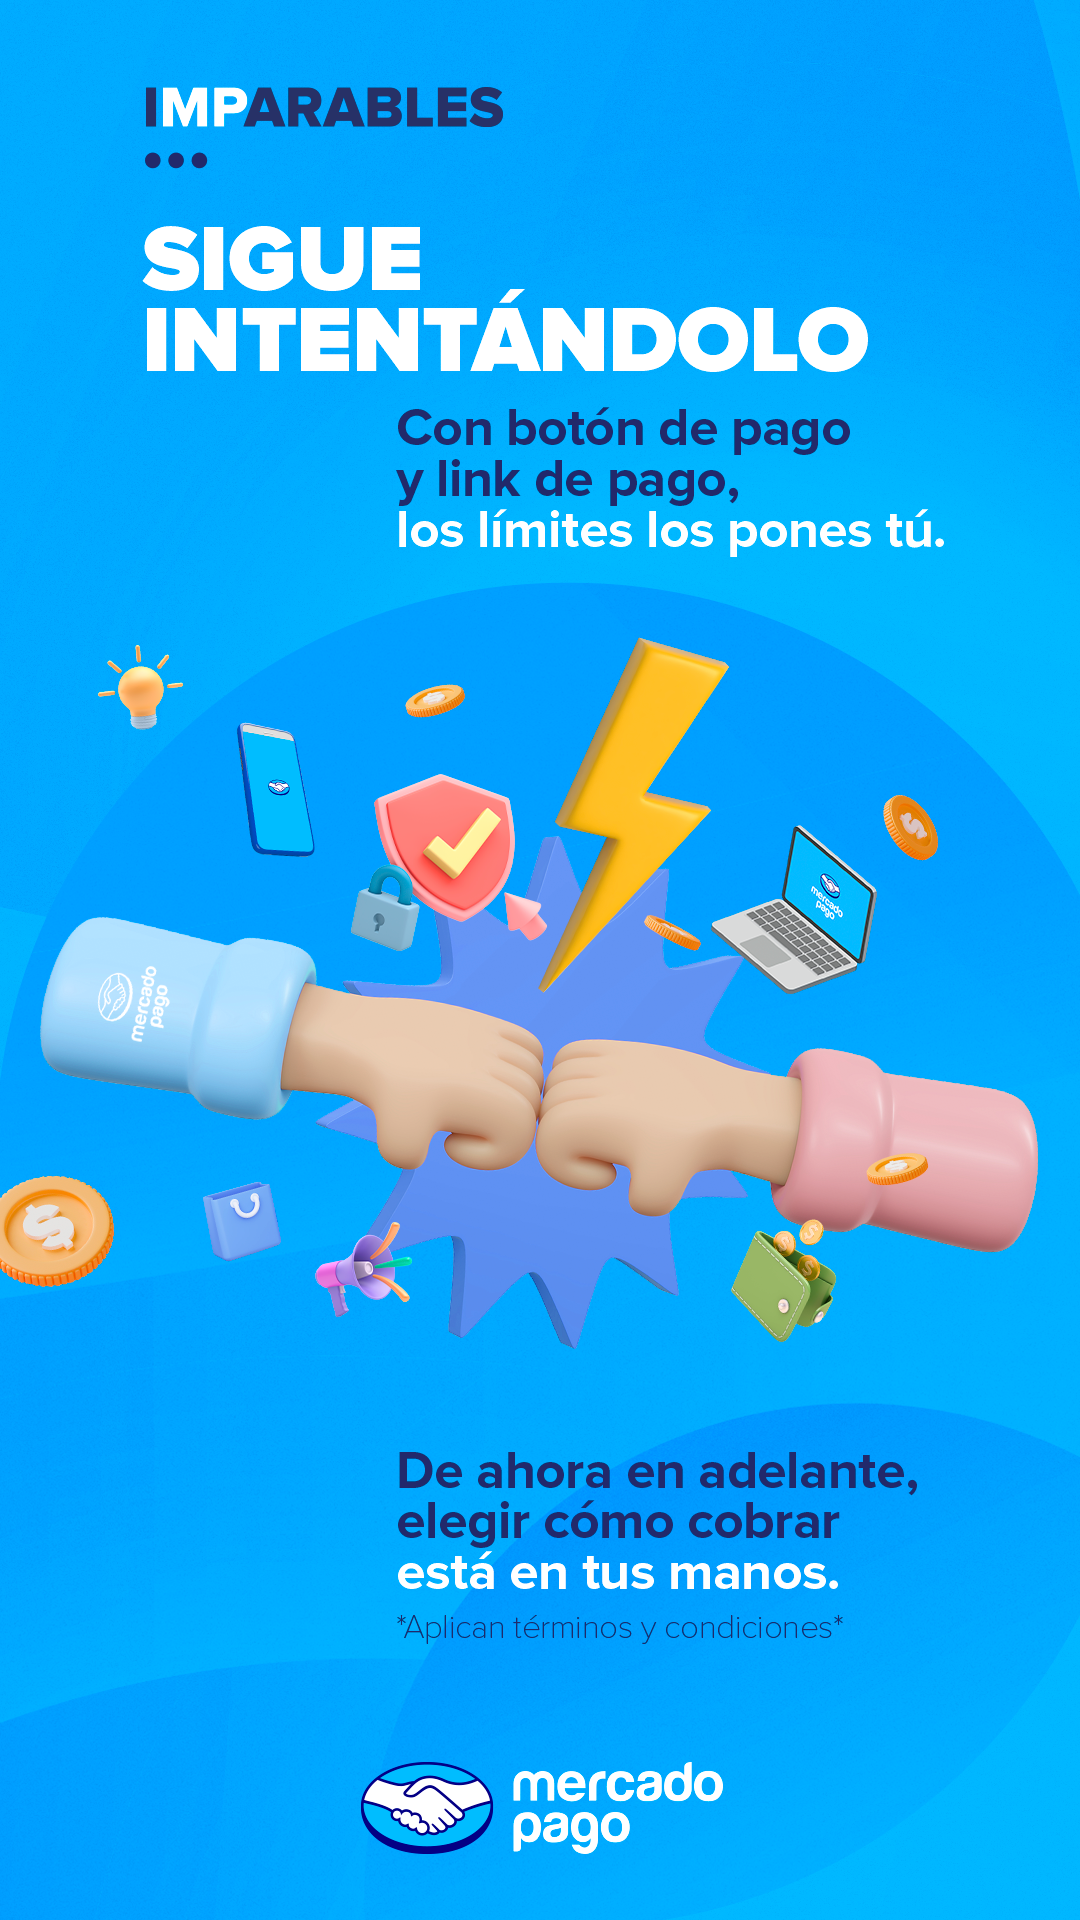 IMPARABLES
SIGUE
INTENTÁNDOLO
Con botón de pago
y link de pago,
los límites los pones tú.
mercado
pago
mercado
pago
De ahora en adelante,
elegir cómo cobrar
está en tus manos.
*Aplican términos y condiciones*
mercado
pago